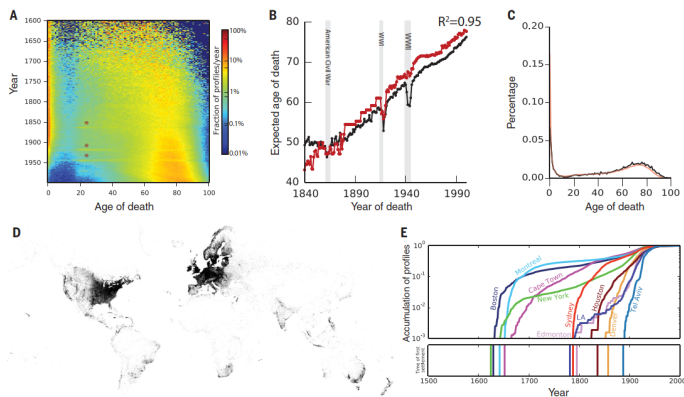 A
1600
1650
1700
1750
1800
1850
1900
1950
Year
0 20 40 60 80 100
Age of death
100%
10%
1%
0.1%
0.01%
Fraction of profiles/year
B
R²=0.95
American Civil War
WWI
WWII
80
70
60
50
40
Expected age of death
1840 1890 1940 1990
Year of death
C
0.20
0.15
0.10
0.05
0.00
Percentage
0 20 40 60 80 100
Age of death
D
E
Accumulation of profiles
10⁰
10⁻¹
10⁻²
10⁻³
Boston
Montreal
Cape Town
New York
Sydney
Edmonton
LA
Houston
Denver
Tel Aviv
Time of first
settlement
1500 1600 1700 1800 1900 2000
Year